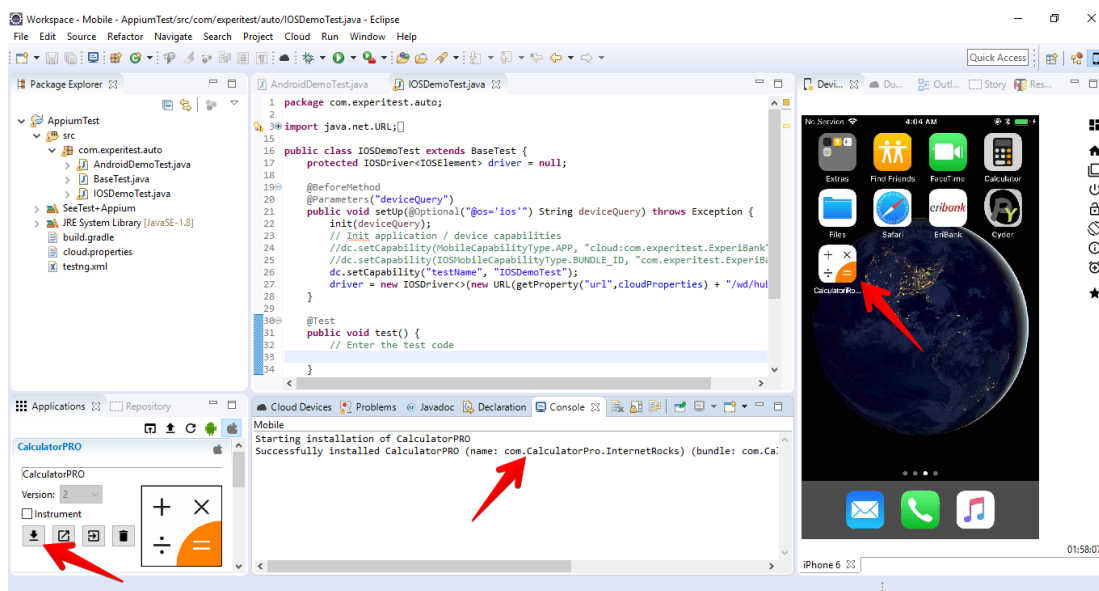 Workspace - Mobile - AppiumTest/src/com/experitest/auto/IOSDemoTest.java - Eclipse
File Edit Source Refactor Navigate Search Project Cloud Run Window Help
Quick Access
Package Explorer
AppiumTest
src
com.experitest.auto
AndroidDemoTest.java
BaseTest.java
IOSDemoTest.java
SeeTest+Appium
JRE System Library [JavaSE-1.8]
build.gradle
cloud.properties
testng.xml
AndroidDemoTest.java IOSDemoTest.java
1 package com.experitest.auto;
2
3 import java.net.URL;
15
16 public class IOSDemoTest extends BaseTest {
17 protected IOSDriver<IOSElement> driver = null;
18
19 @BeforeMethod
20 @Parameters("deviceQuery")
21 public void setUp(@Optional("@os='ios'") String deviceQuery) throws Exception {
22 init(deviceQuery);
23 // Init application / device capabilities
24 //dc.setCapability(MobileCapabilityType.APP, "cloud:com.experitest.ExperiBank"
25 //dc.setCapability(IOSMobileCapabilityType.BUNDLE_ID, "com.experitest.ExperiBa
26 dc.setCapability("testName", "IOSDemoTest");
27 driver = new IOSDriver<>(new URL(getProperty("url",cloudProperties) + "/wd/hul
28 }
29
30 @Test
31 public void test() {
32 // Enter the test code
33
34 }
Devi... Du... Outl... Story Res...
No Service 4:04 AM
Extras Find Friends FaceTime Calculator
eribank
Files Safari EriBank Cyder
CalculatorRo...
01:58:07
iPhone 6
Applications Repository
CalculatorPRO
CalculatorPRO
Version: 2
Instrument
Cloud Devices Problems Javadoc Declaration Console
Mobile
Starting installation of CalculatorPRO
Successfully installed CalculatorPRO (name: com.CalculatorPro.InternetRocks) (bundle: com.Ca